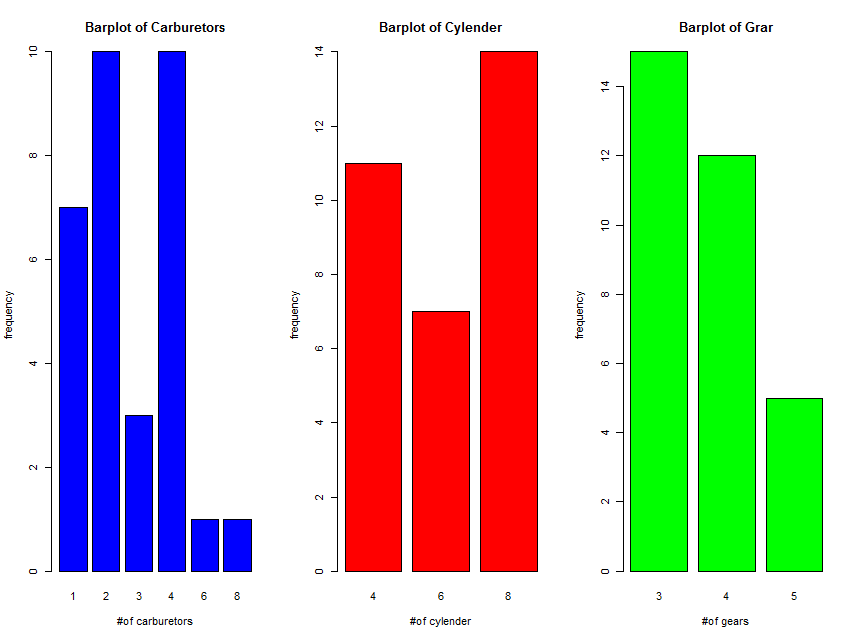 Barplot of Carburetors
frequency
10
8
6
4
2
0
1 2 3 4 6 8
#of carburetors
Barplot of Cylender
frequency
14
12
10
8
6
4
2
0
4 6 8
#of cylender
Barplot of Grar
frequency
14
12
10
8
6
4
2
0
3 4 5
#of gears